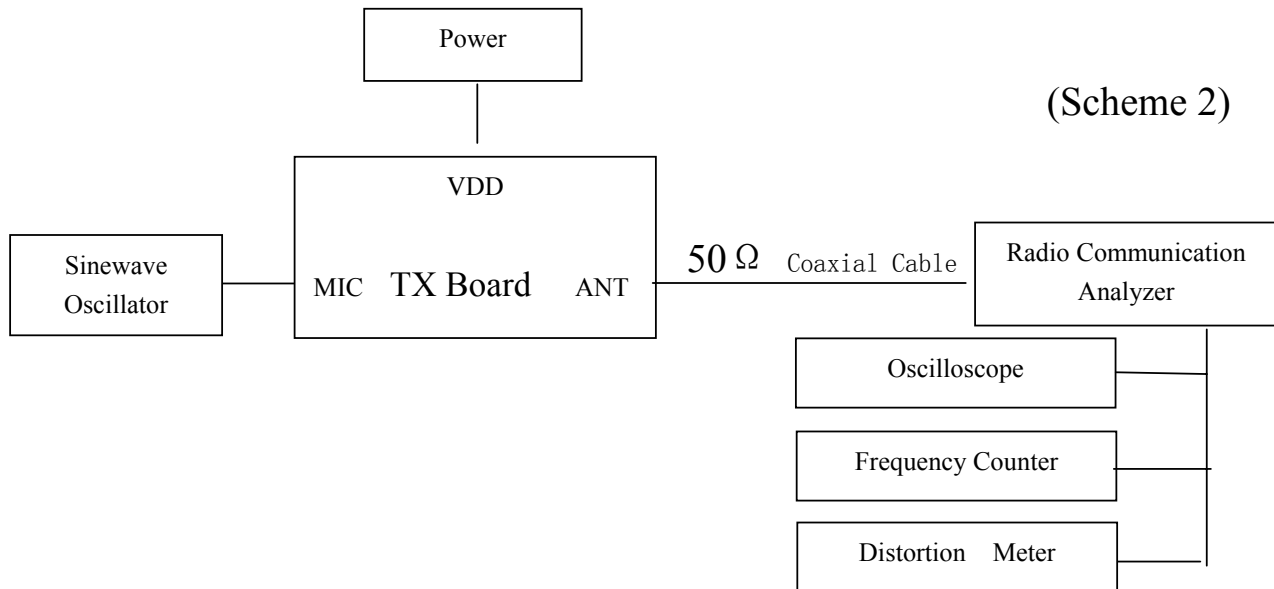 Power
(Scheme 2)
VDD
Sinewave
Oscillator
MIC
TX Board
ANT
50Ω Coaxial Cable
Radio Communication
Analyzer
Oscilloscope
Frequency Counter
Distortion Meter